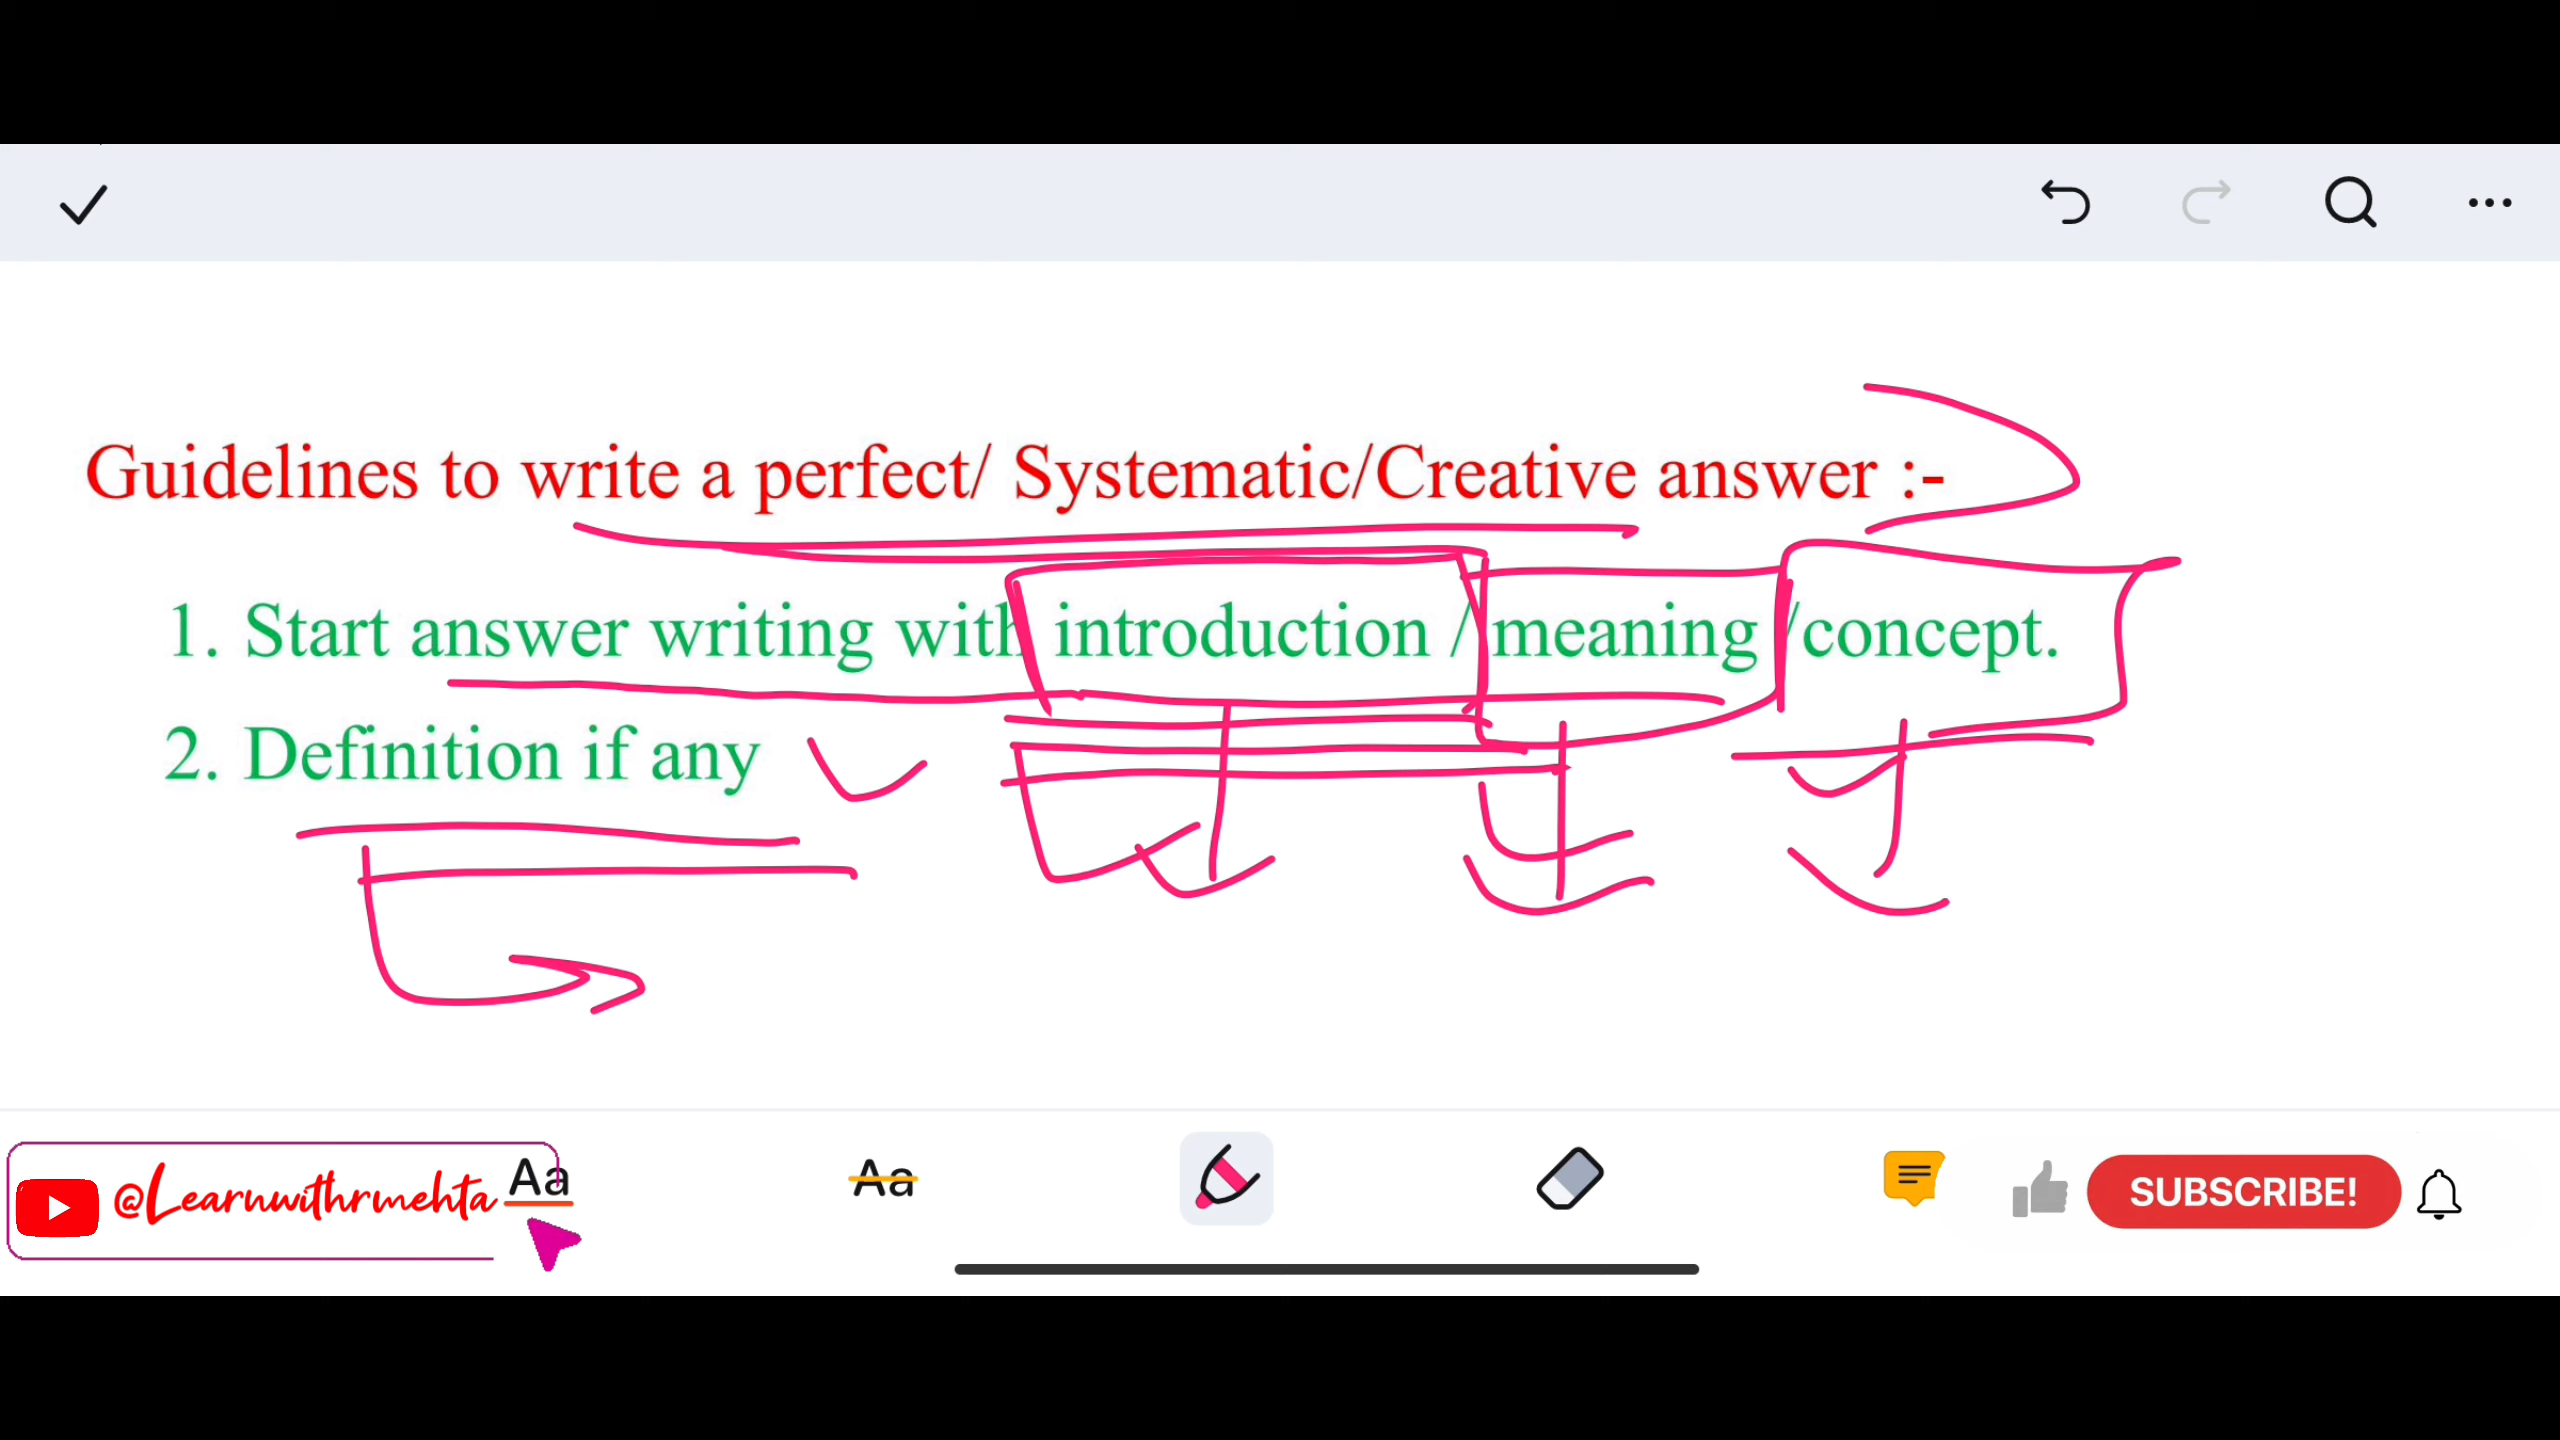 Guidelines to write a perfect/ Systematic/Creative answer :-
1. Start answer writing with introduction / meaning /concept.
2. Definition if any
@Learnwithrmehta
Aa
Aa
SUBSCRIBE!